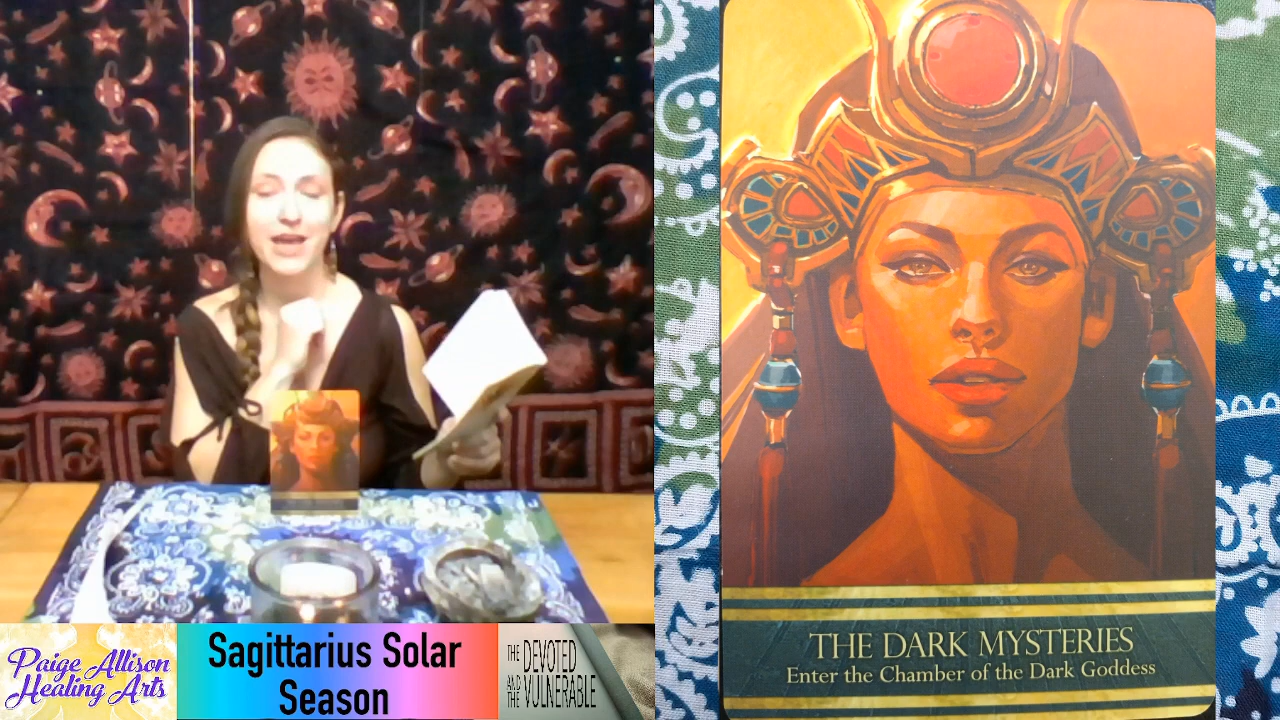 Paige Allison
Healing Arts
Sagittarius Solar
Season
THE DEVOTED
AND THE VULNERABLE
THE DARK MYSTERIES
Enter the Chamber of the Dark Goddess